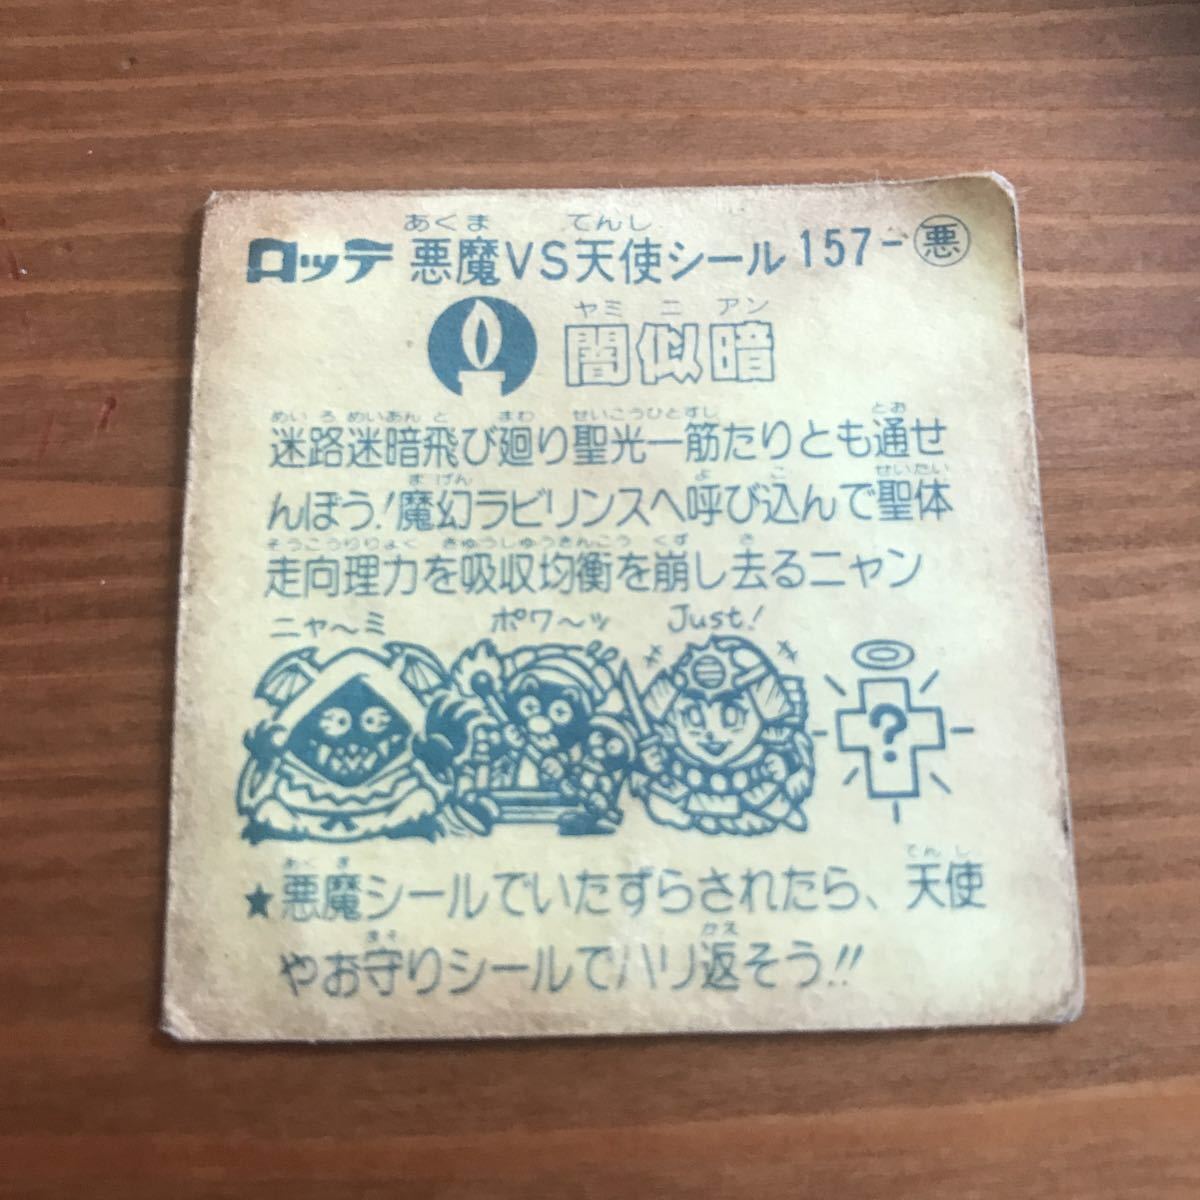 あくま てんし
ロッテ 悪魔VS天使シール 157-悪
ヤミ ニ アン
闇似暗
めいろ めいあん と まわ せいこうひとすじ とお
迷路迷暗飛び廻り聖光一筋たりとも通せ
まげん よ こ せいたい
んぼう!魔幻ラビリンスへ呼び込んで聖体
そうこうりりょく きゅうしゅうきんこう くず さ
走向理力を吸収均衡を崩し去るニャン
ニャ〜ミ ポワ〜ッ Just!
?
あくま てんし
★悪魔シールでいたずらされたら、天使
まも かえ
やお守りシールでハリ返そう!!